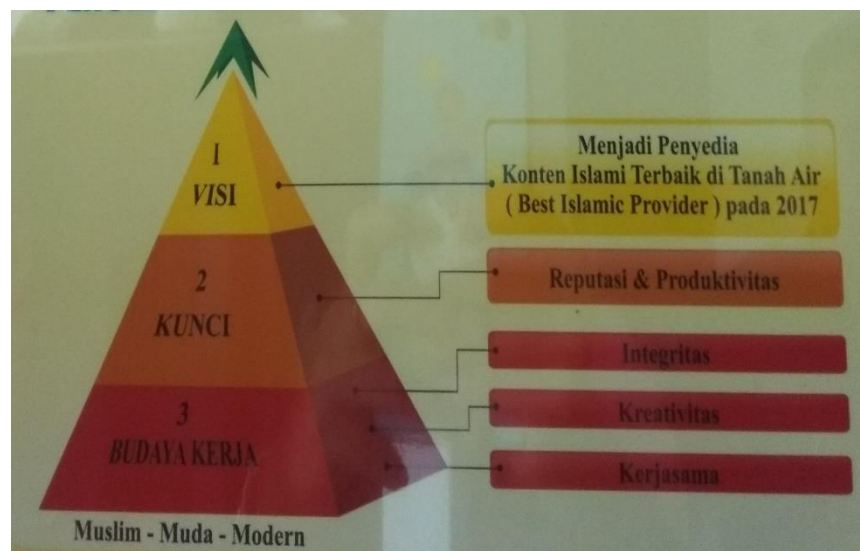 1
VISI
Menjadi Penyedia
Konten Islami Terbaik di Tanah Air
( Best Islamic Provider ) pada 2017
2
KUNCI
Reputasi & Produktivitas
3
BUDAYA KERJA
Integritas
Kreativitas
Kerjasama
Muslim - Muda - Modern